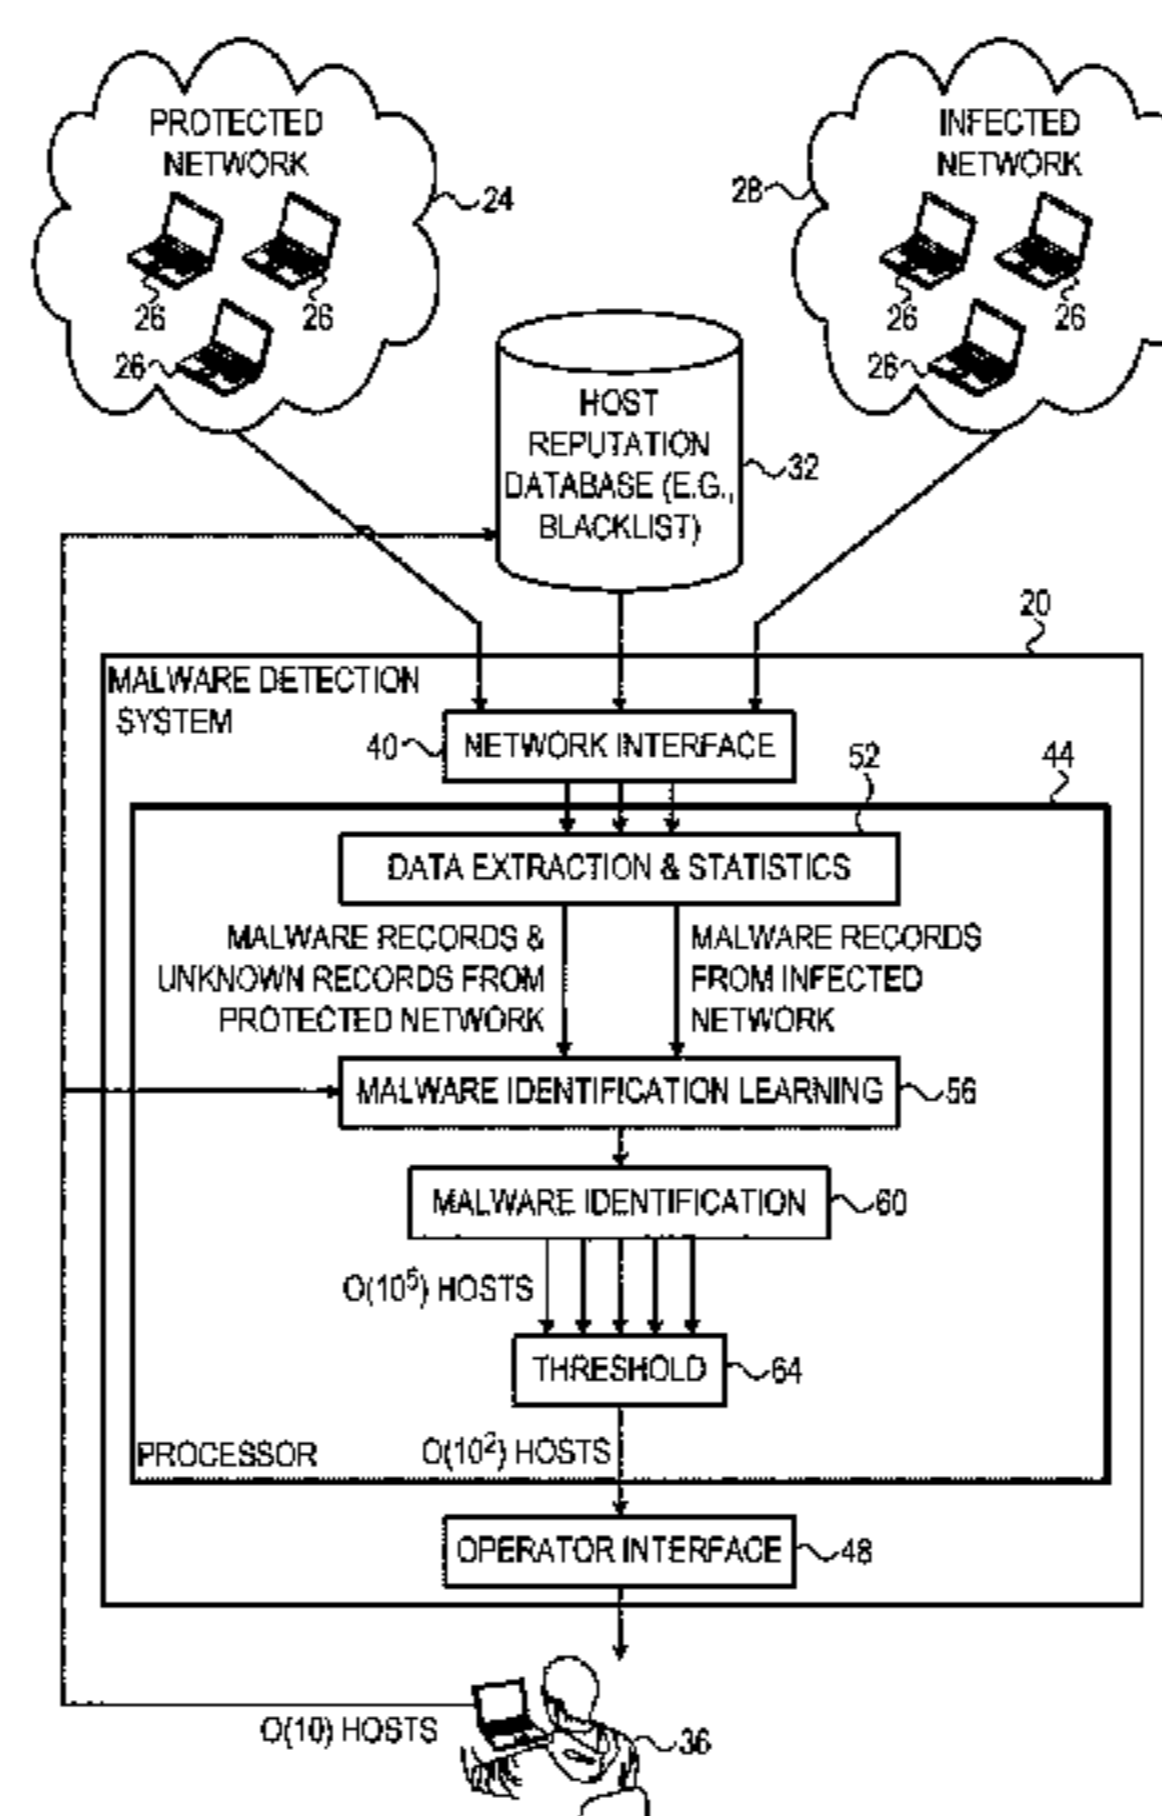 PROTECTED
NETWORK
24
26
26
26
INFECTED
NETWORK
28
26
26
26
HOST
REPUTATION
DATABASE (E.G.,
BLACKLIST)
32
20
MALWARE DETECTION
SYSTEM
40
NETWORK INTERFACE
52
44
DATA EXTRACTION & STATISTICS
MALWARE RECORDS &
UNKNOWN RECORDS FROM
PROTECTED NETWORK
MALWARE RECORDS
FROM INFECTED
NETWORK
MALWARE IDENTIFICATION LEARNING
56
MALWARE IDENTIFICATION
60
O(10⁵) HOSTS
THRESHOLD
64
PROCESSOR
O(10²) HOSTS
OPERATOR INTERFACE
48
O(10) HOSTS
36